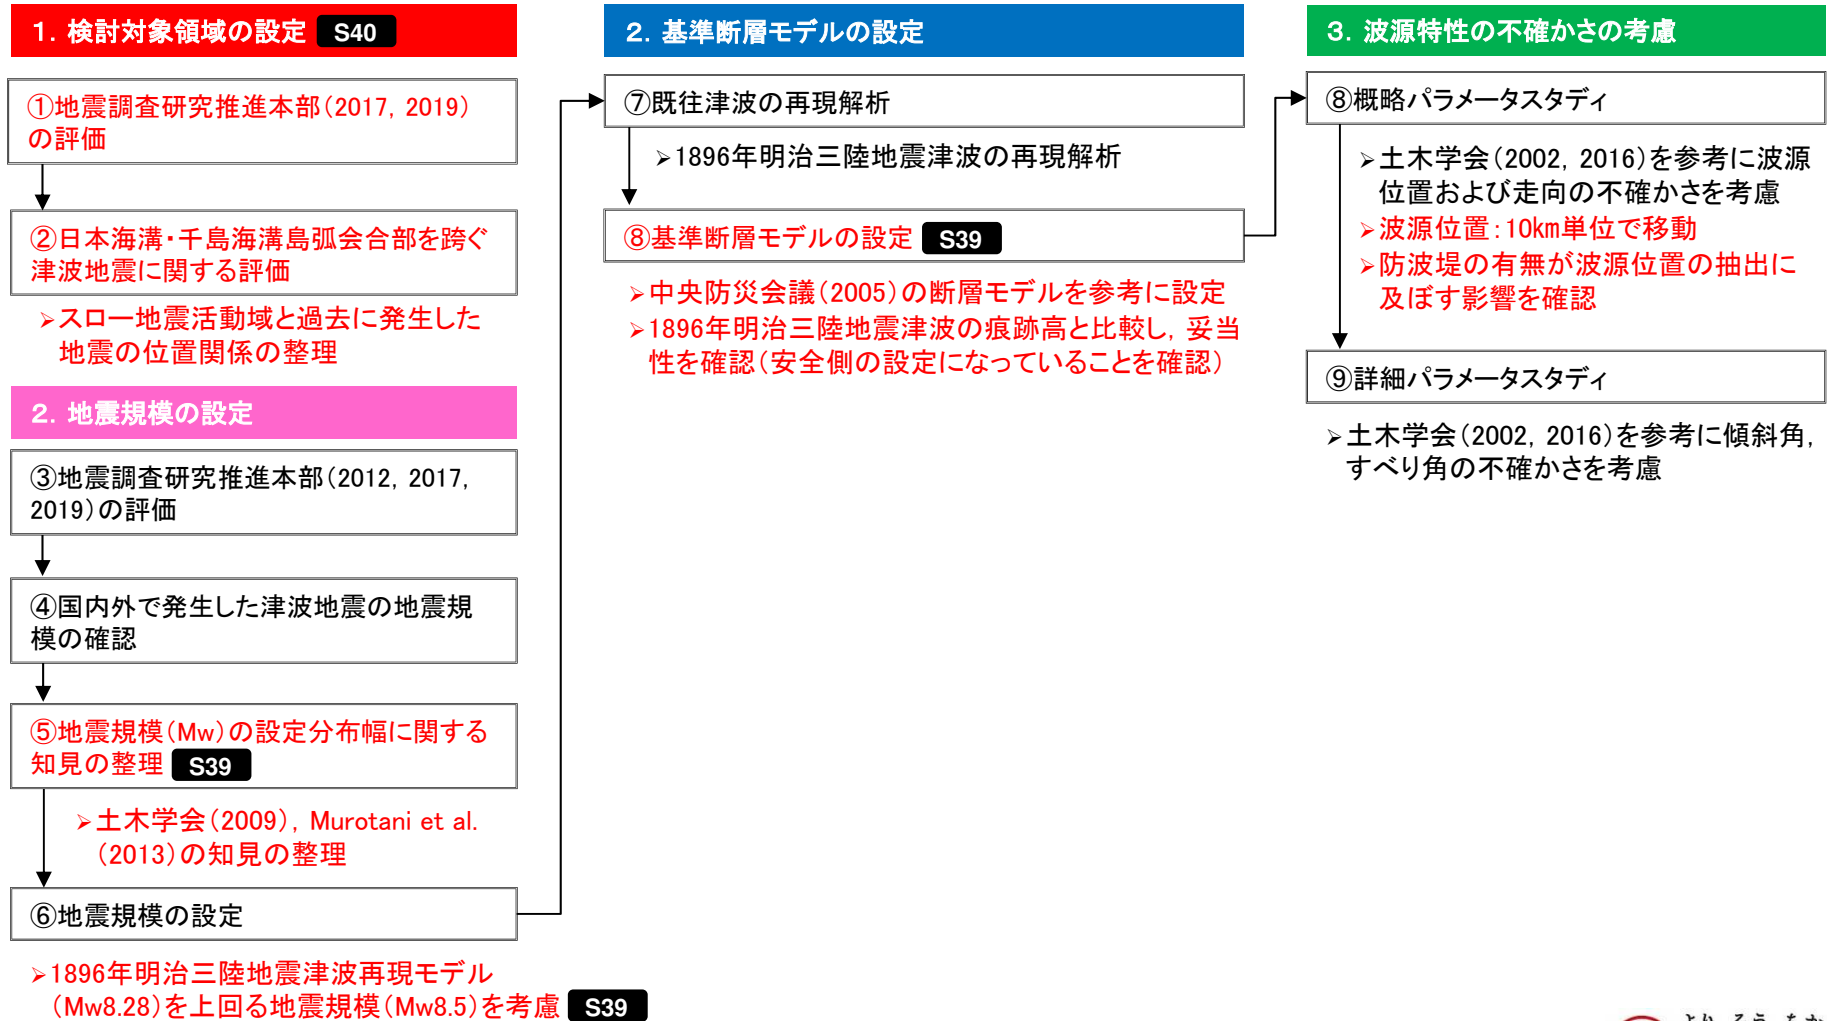 1．検討対象領域の設定 S40
①地震調査研究推進本部（2017，2019）
の評価
②日本海溝・千島海溝島弧会合部を跨ぐ
津波地震に関する評価
➢スロー地震活動域と過去に発生した
地震の位置関係の整理
2．地震規模の設定
③地震調査研究推進本部（2012，2017，
2019）の評価
④国内外で発生した津波地震の地震規
模の確認
⑤地震規模（Mw）の設定分布幅に関する
知見の整理 S39
➢土木学会（2009），Murotani et al.
（2013）の知見の整理
⑥地震規模の設定
➢1896年明治三陸地震津波再現モデル
（Mw8.28）を上回る地震規模（Mw8.5）を考慮 S39
2．基準断層モデルの設定
⑦既往津波の再現解析
➢1896年明治三陸地震津波の再現解析
⑧基準断層モデルの設定 S39
➢中央防災会議（2005）の断層モデルを参考に設定
➢1896年明治三陸地震津波の痕跡高と比較し，妥当
性を確認（安全側の設定になっていることを確認）
3．波源特性の不確かさの考慮
⑧概略パラメータスタディ
➢土木学会（2002，2016）を参考に波源
位置および走向の不確かさを考慮
➢波源位置：10km単位で移動
➢防波堤の有無が波源位置の抽出に
及ぼす影響を確認
⑨詳細パラメータスタディ
➢土木学会（2002，2016）を参考に傾斜角，
すべり角の不確かさを考慮